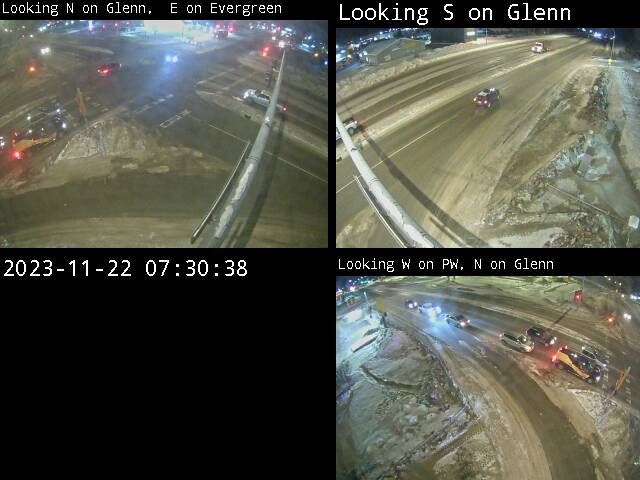 Looking N on Glenn,  E on Evergreen
Looking S on Glenn
2023-11-22 07:30:38
Looking W on PW, N on Glenn